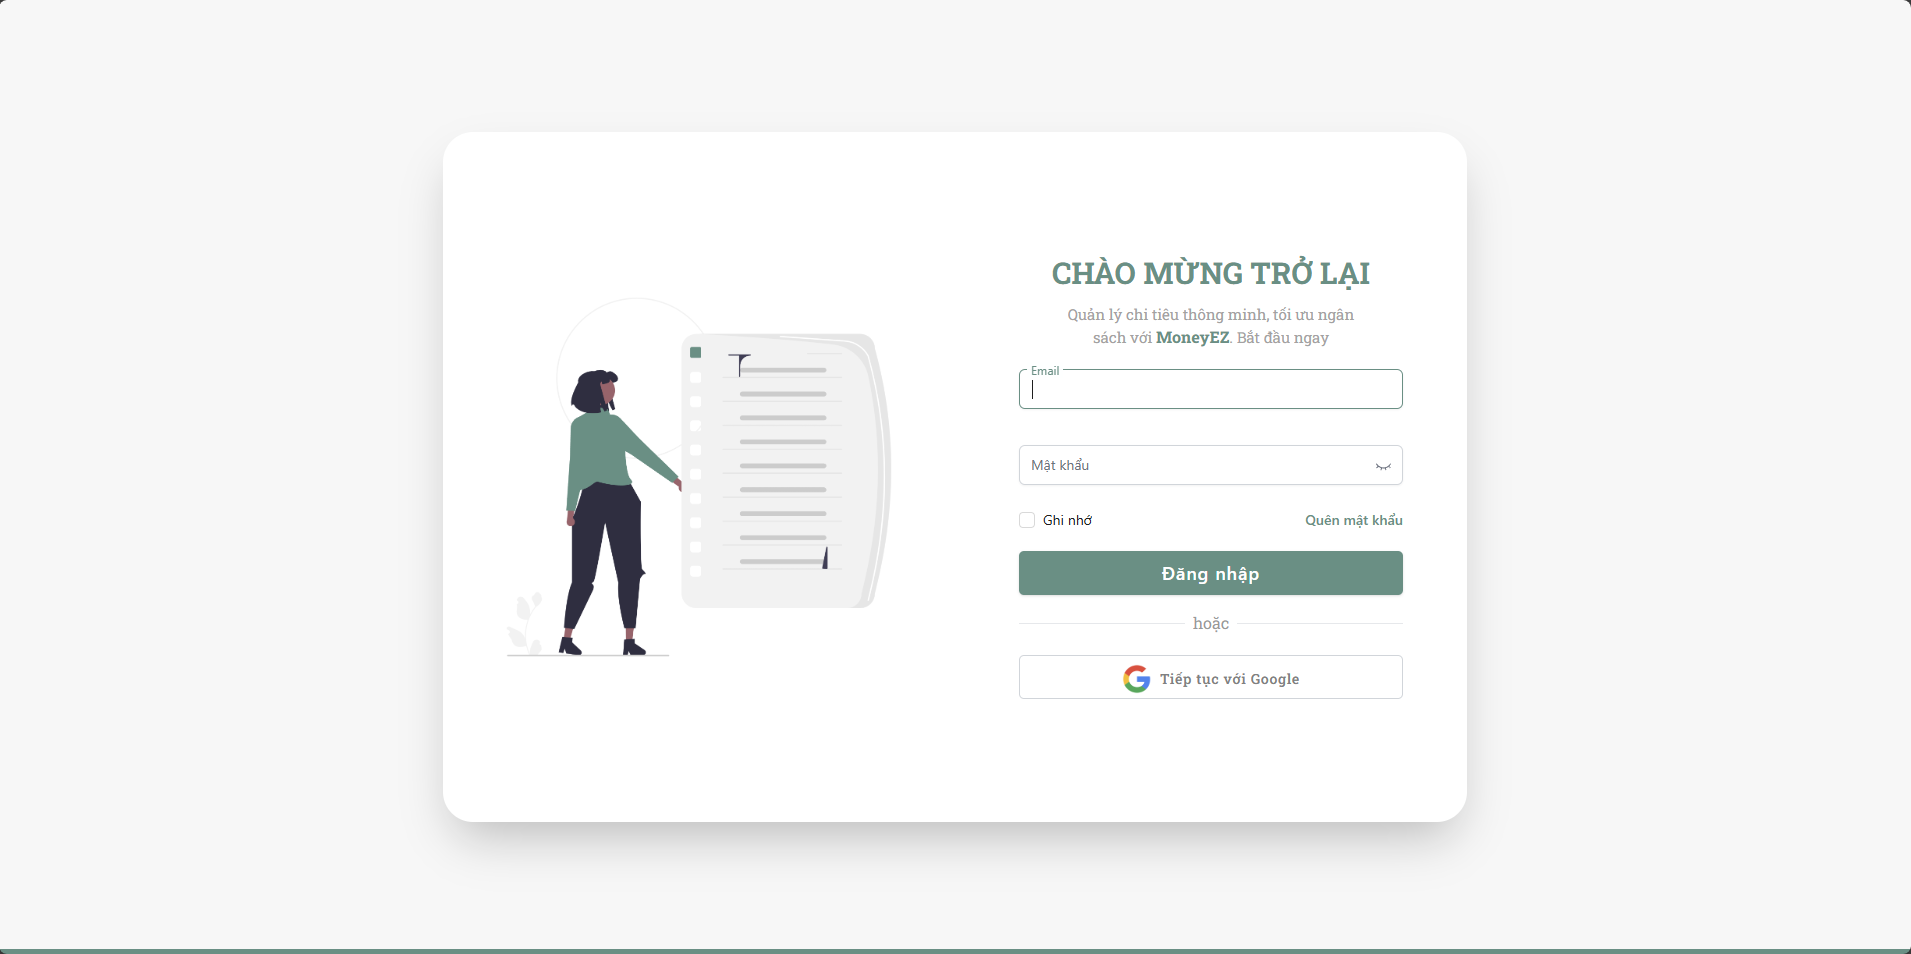 CHÀO MỪNG TRỞ LẠI
Quản lý chi tiêu thông minh, tối ưu ngân
sách với MoneyEZ. Bắt đầu ngay
Email
Mật khẩu
Ghi nhớ
Quên mật khẩu
Đăng nhập
hoặc
Tiếp tục với Google